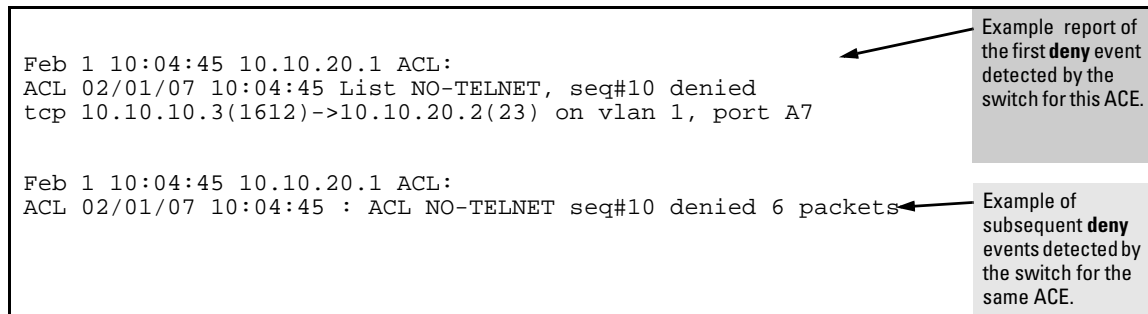 Feb 1 10:04:45 10.10.20.1 ACL:
ACL 02/01/07 10:04:45 List NO-TELNET, seq#10 denied
tcp 10.10.10.3(1612)->10.10.20.2(23) on vlan 1, port A7
Example report of
the first deny event
detected by the
switch for this ACE.
Feb 1 10:04:45 10.10.20.1 ACL:
ACL 02/01/07 10:04:45 : ACL NO-TELNET seq#10 denied 6 packets
Example of
subsequent deny
events detected by
the switch for the
same ACE.